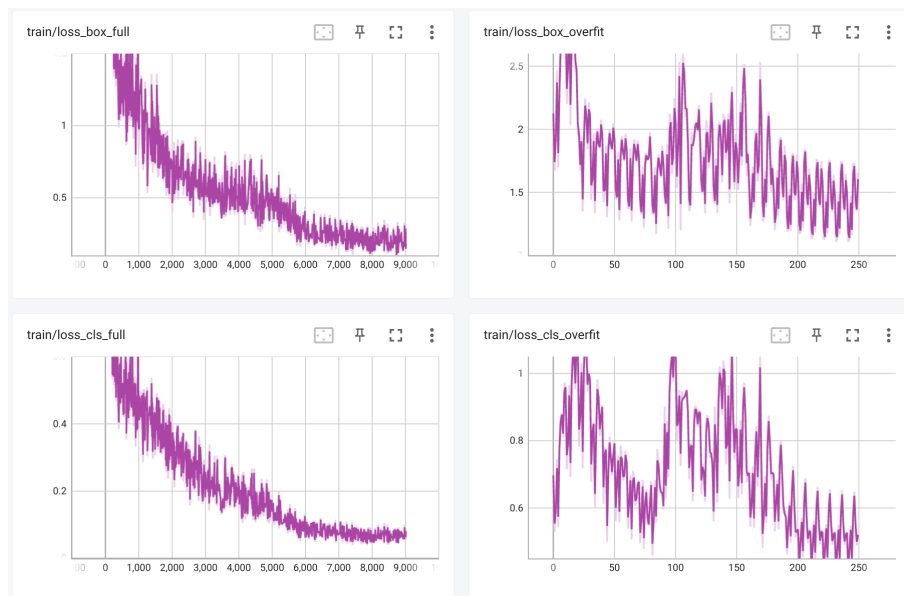 train/loss_box_full
1
0.5
0 1,000 2,000 3,000 4,000 5,000 6,000 7,000 8,000 9,000
train/loss_box_overfit
2.5
2
1.5
0 50 100 150 200 250
train/loss_cls_full
0.4
0.2
0 1,000 2,000 3,000 4,000 5,000 6,000 7,000 8,000 9,000
train/loss_cls_overfit
1
0.8
0.6
0 50 100 150 200 250